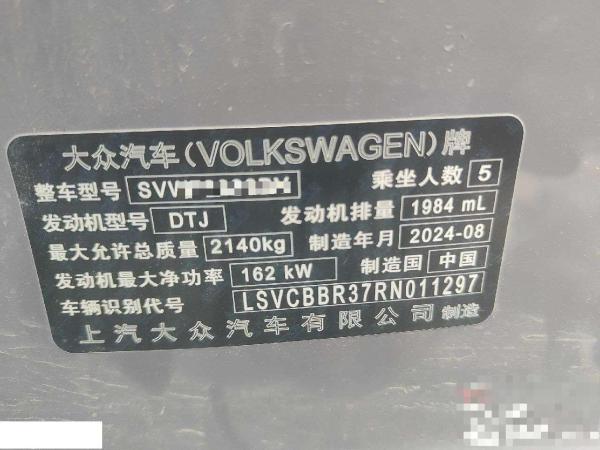 大众汽车(VOLKSWAGEN)牌
整车型号 SVV 乘坐人数 5
发动机型号 DTJ 发动机排量 1984 mL
最大允许总质量 2140kg 制造年月 2024-08
发动机最大净功率 162 kW 制造国 中国
车辆识别代号 LSVCBBR37RN011297
上汽大众汽车有限公司 制造